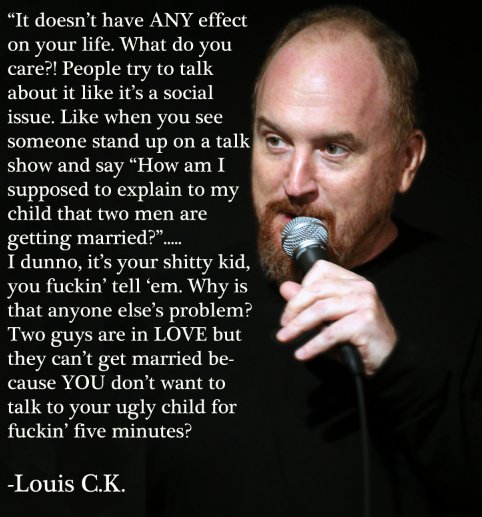 “It doesn’t have ANY effect
on your life. What do you
care?! People try to talk
about it like it’s a social
issue. Like when you see
someone stand up on a talk
show and say “How am I
supposed to explain to my
child that two men are
getting married?”.....
I dunno, it’s your shitty kid,
you fuckin’ tell ‘em. Why is
that anyone else’s problem?
Two guys are in LOVE but
they can’t get married be-
cause YOU don’t want to
talk to your ugly child for
fuckin’ five minutes?
-Louis C.K.